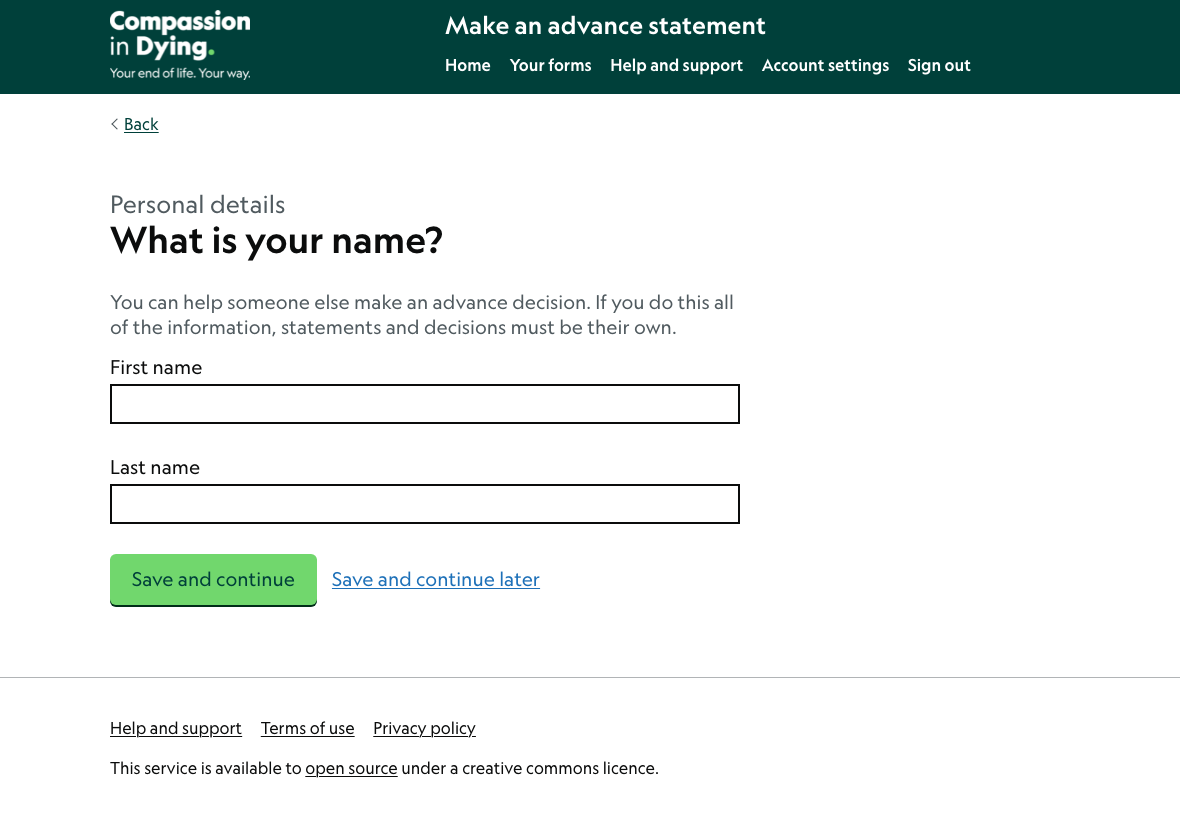 Compassion
in Dying.
Your end of life. Your way.
Make an advance statement
Home Your forms Help and support Account settings Sign out
Back
Personal details
What is your name?
You can help someone else make an advance decision. If you do this all
of the information, statements and decisions must be their own.
First name
Last name
Save and continue Save and continue later
Help and support Terms of use Privacy policy
This service is available to open source under a creative commons licence.